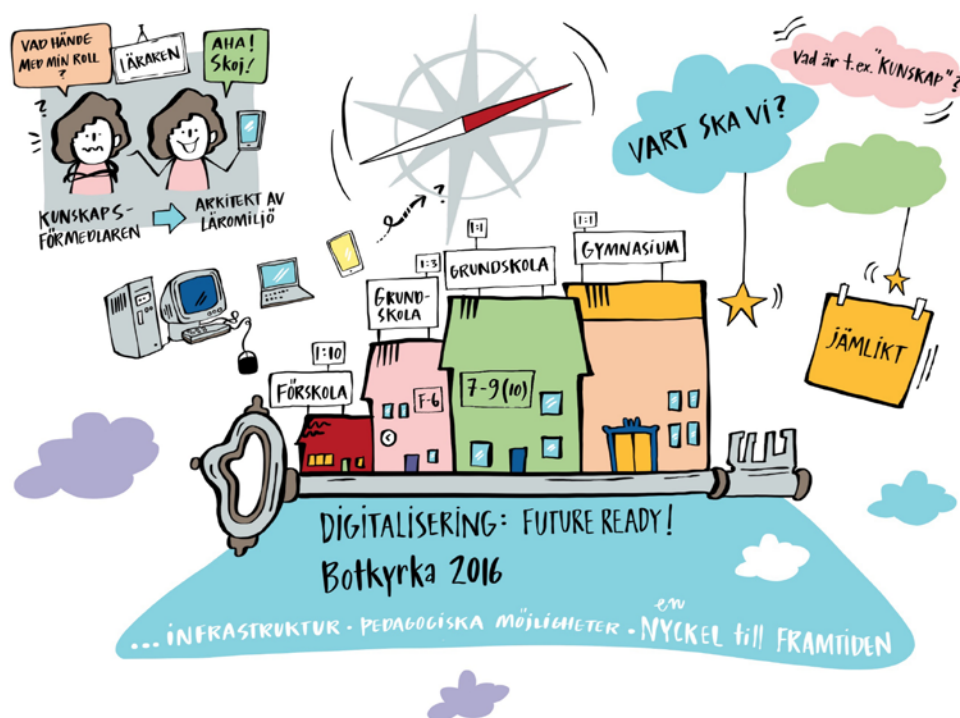 VAD HÄNDE
MED MIN ROLL
?
LÄRAREN
AHA!
Skoj!
?
KUNSKAPS-
FÖRMEDLAREN
ARKITEKT AV
LÄROMILJÖ
?
VART SKA VI?
Vad är t.ex. "KUNSKAP"?
JÄMLIKT
1:10
FÖRSKOLA
1:3
GRUND-
SKOLA
F-6
1:1
GRUNDSKOLA
7-9(10)
1:1
GYMNASIUM
DIGITALISERING: FUTURE READY!
Botkyrka 2016
...INFRASTRUKTUR · PEDAGOGISKA MÖJLIGHETER · en NYCKEL till FRAMTIDEN